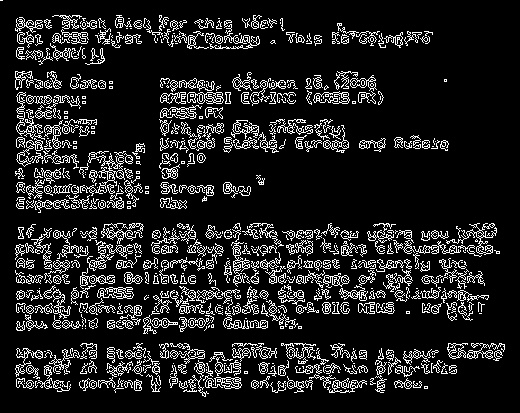 Best Stock Pick for this Year!
Get ARSS First Thing Monday , This is Going To
Explode!
Trade Date: Monday, October 16, 2006
Company: AMEROSSI EC INC (ARSS.PK)
Stock: ARSS.PK
Category: Oil and Gas Industry
Region: United States, Europe and Russia
Current Price: $4.10
1 Week Target: $8
Recommendation: Strong Buy
Expectations: Max
If you've been alive over the past few years you know
that any stock can move given the right circumstances.
As soon as an alert is issued almost instantly the
market goes Ballistic ! Take advantage of the current
price on ARSS , we expect to see it begin climbing
Monday Morning in anticipation of BIG NEWS . We feel
you could see 200-300% Gains
When this Stock moves - WATCH OUT! This is your chance
to get in before it BLOWS. Big watch in play this
Monday morning ! Put ARSS on your Radar's now.